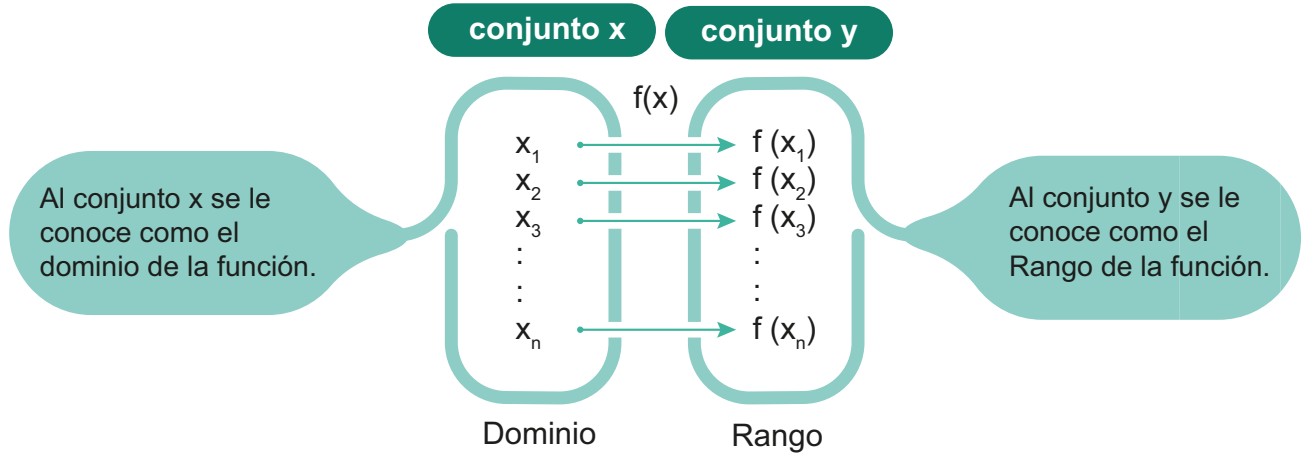 conjunto x
conjunto y
f(x)
x₁
f (x₁)
x₂
f (x₂)
x₃
f (x₃)
:
:
:
:
xₙ
f (xₙ)
Al conjunto x se le
conoce como el
dominio de la función.
Al conjunto y se le
conoce como el
Rango de la función.
Dominio
Rango